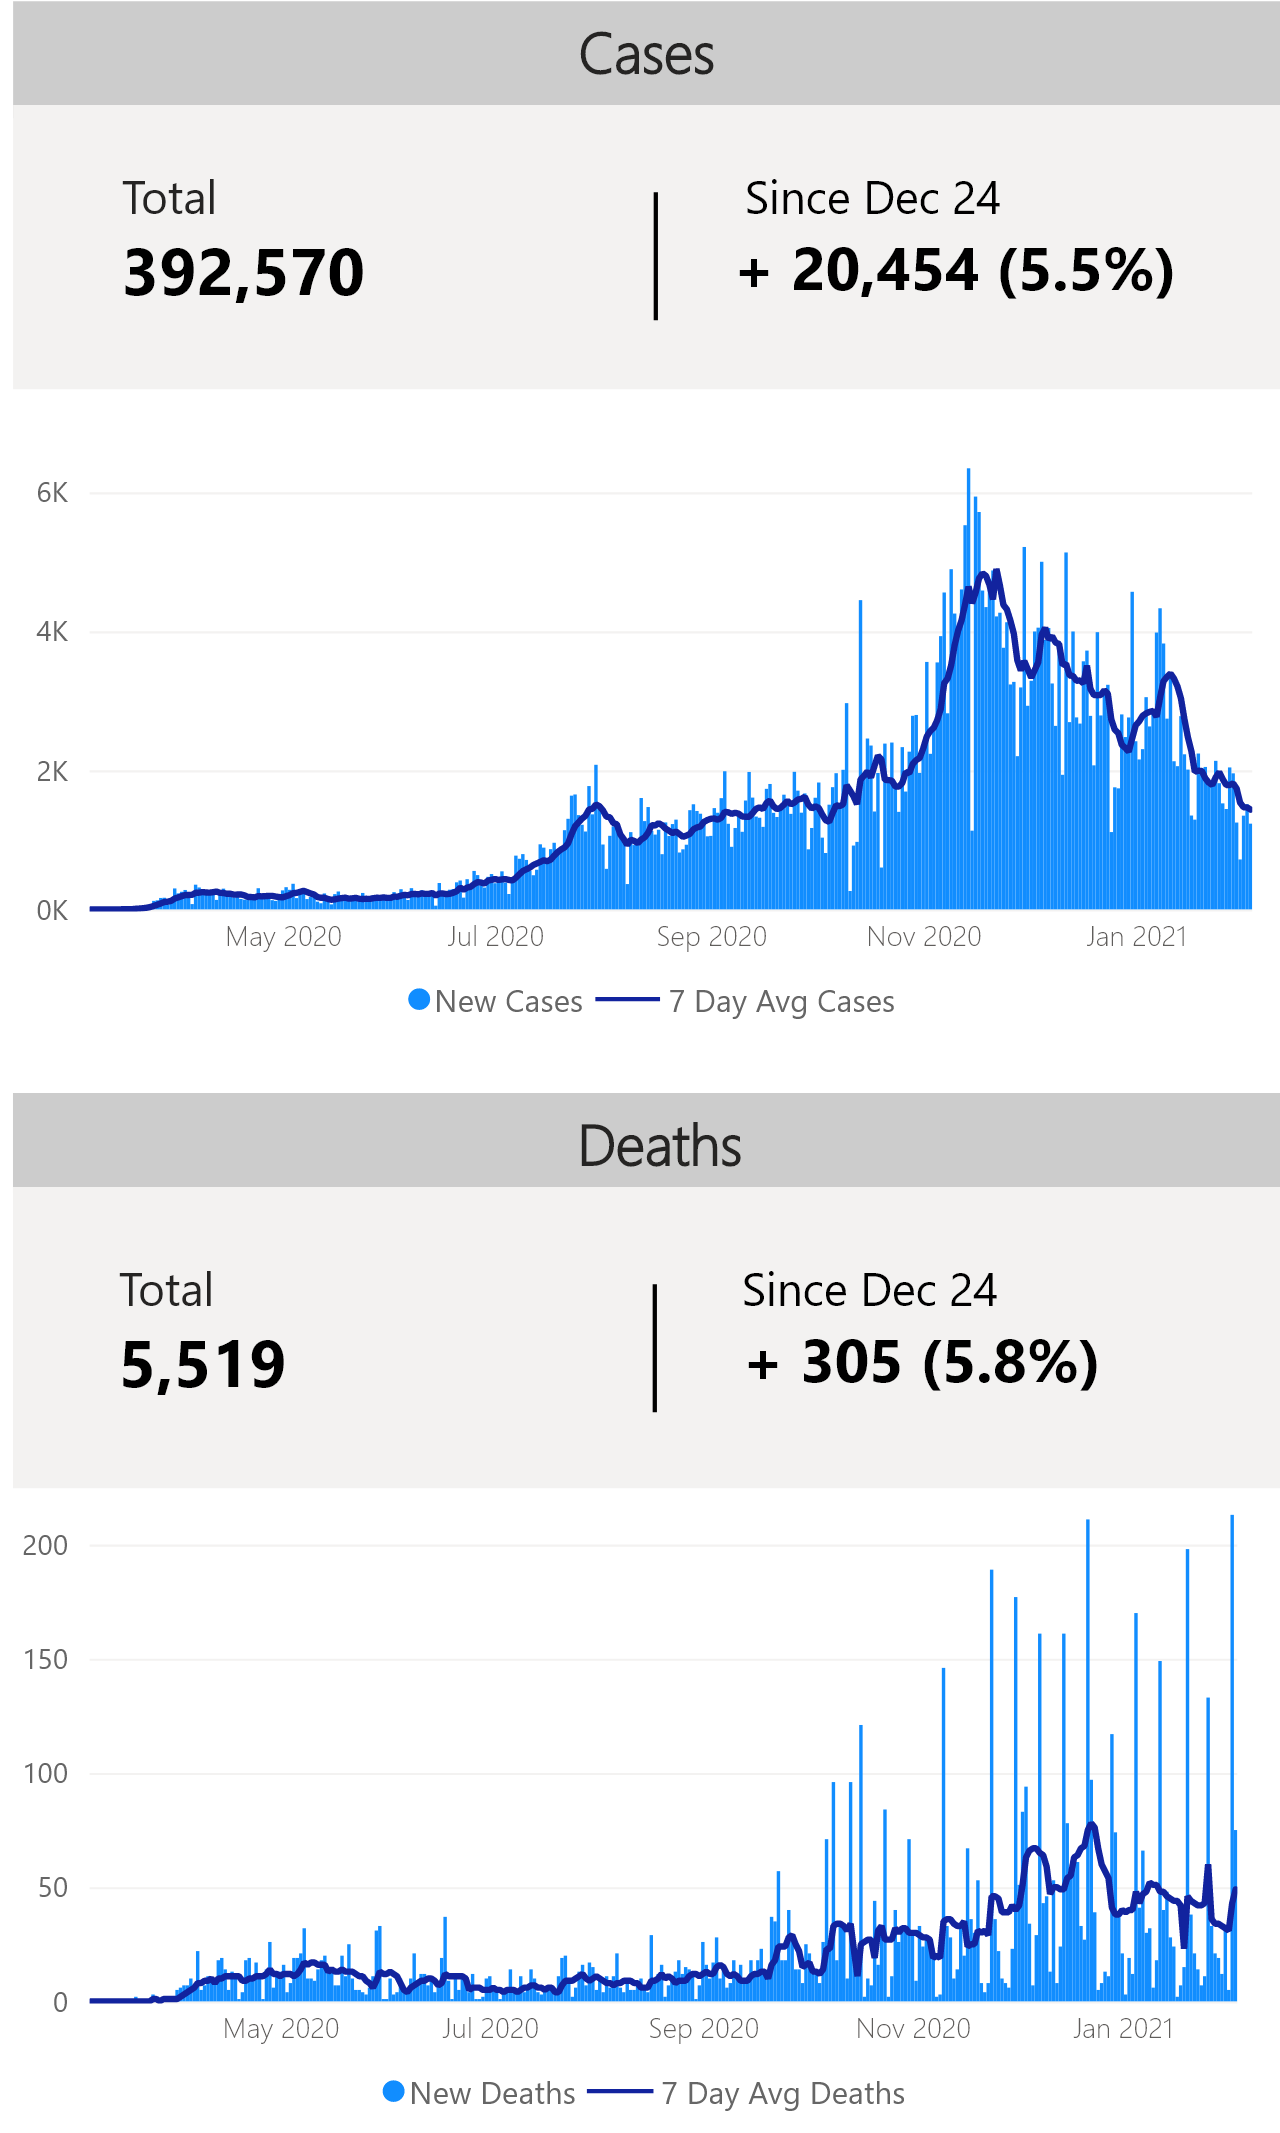 Cases
Total
392,570
Since Dec 24
+ 20,454 (5.5%)
6K
4K
2K
0K
May 2020 Jul 2020 Sep 2020 Nov 2020 Jan 2021
New Cases 7 Day Avg Cases
Deaths
Total
5,519
Since Dec 24
+ 305 (5.8%)
200
150
100
50
0
May 2020 Jul 2020 Sep 2020 Nov 2020 Jan 2021
New Deaths 7 Day Avg Deaths